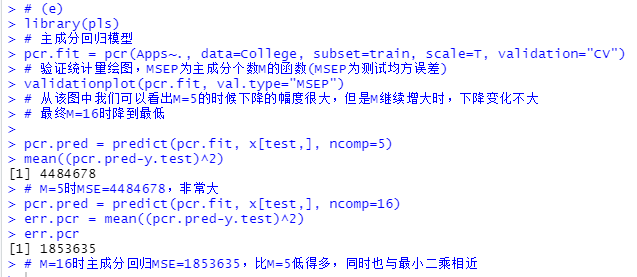 > # (e)
> library(pls)
> # 主成分回归模型
> pcr.fit = pcr(Apps~., data=College, subset=train, scale=T, validation="CV")
> # 验证统计量绘图，MSEP为主成分个数M的函数(MSEP为测试均方误差)
> validationplot(pcr.fit, val.type="MSEP")
> # 从该图中我们可以看出M=5的时候下降的幅度很大，但是M继续增大时，下降变化不大
> # 最终M=16时降到最低
>
> pcr.pred = predict(pcr.fit, x[test,], ncomp=5)
> mean((pcr.pred-y.test)^2)
[1] 4484678
> # M=5时MSE=4484678，非常大
> pcr.pred = predict(pcr.fit, x[test,], ncomp=16)
> err.pcr = mean((pcr.pred-y.test)^2)
> err.pcr
[1] 1853635
> # M=16时主成分回归MSE=1853635，比M=5低得多，同时也与最小二乘相近